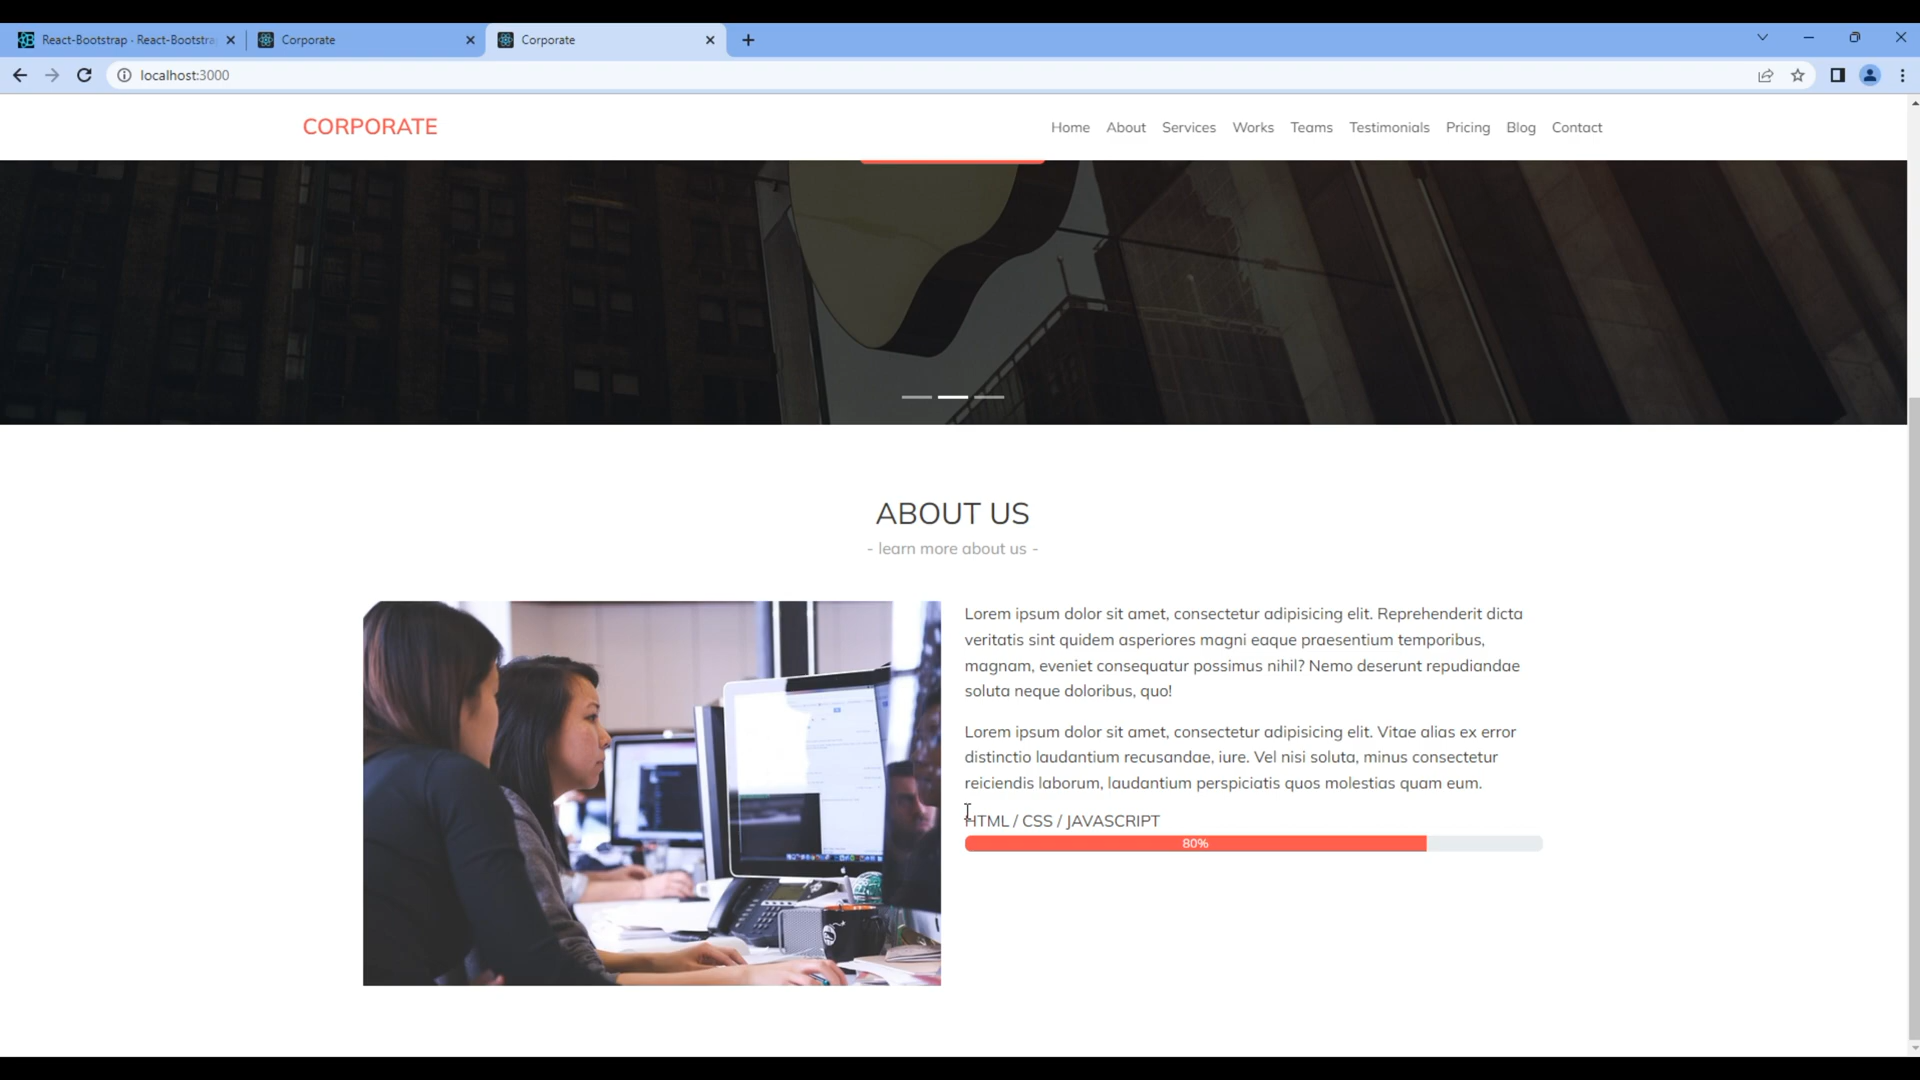 React-Bootstrap · React-Bootstra
Corporate
Corporate
localhost:3000
CORPORATE
Home About Services Works Teams Testimonials Pricing Blog Contact
ABOUT US
- learn more about us -
Lorem ipsum dolor sit amet, consectetur adipisicing elit. Reprehenderit dicta
veritatis sint quidem asperiores magni eaque praesentium temporibus,
magnam, eveniet consequatur possimus nihil? Nemo deserunt repudiandae
soluta neque doloribus, quo!
Lorem ipsum dolor sit amet, consectetur adipisicing elit. Vitae alias ex error
distinctio laudantium recusandae, iure. Vel nisi soluta, minus consectetur
reiciendis laborum, laudantium perspiciatis quos molestias quam eum.
HTML / CSS / JAVASCRIPT
80%